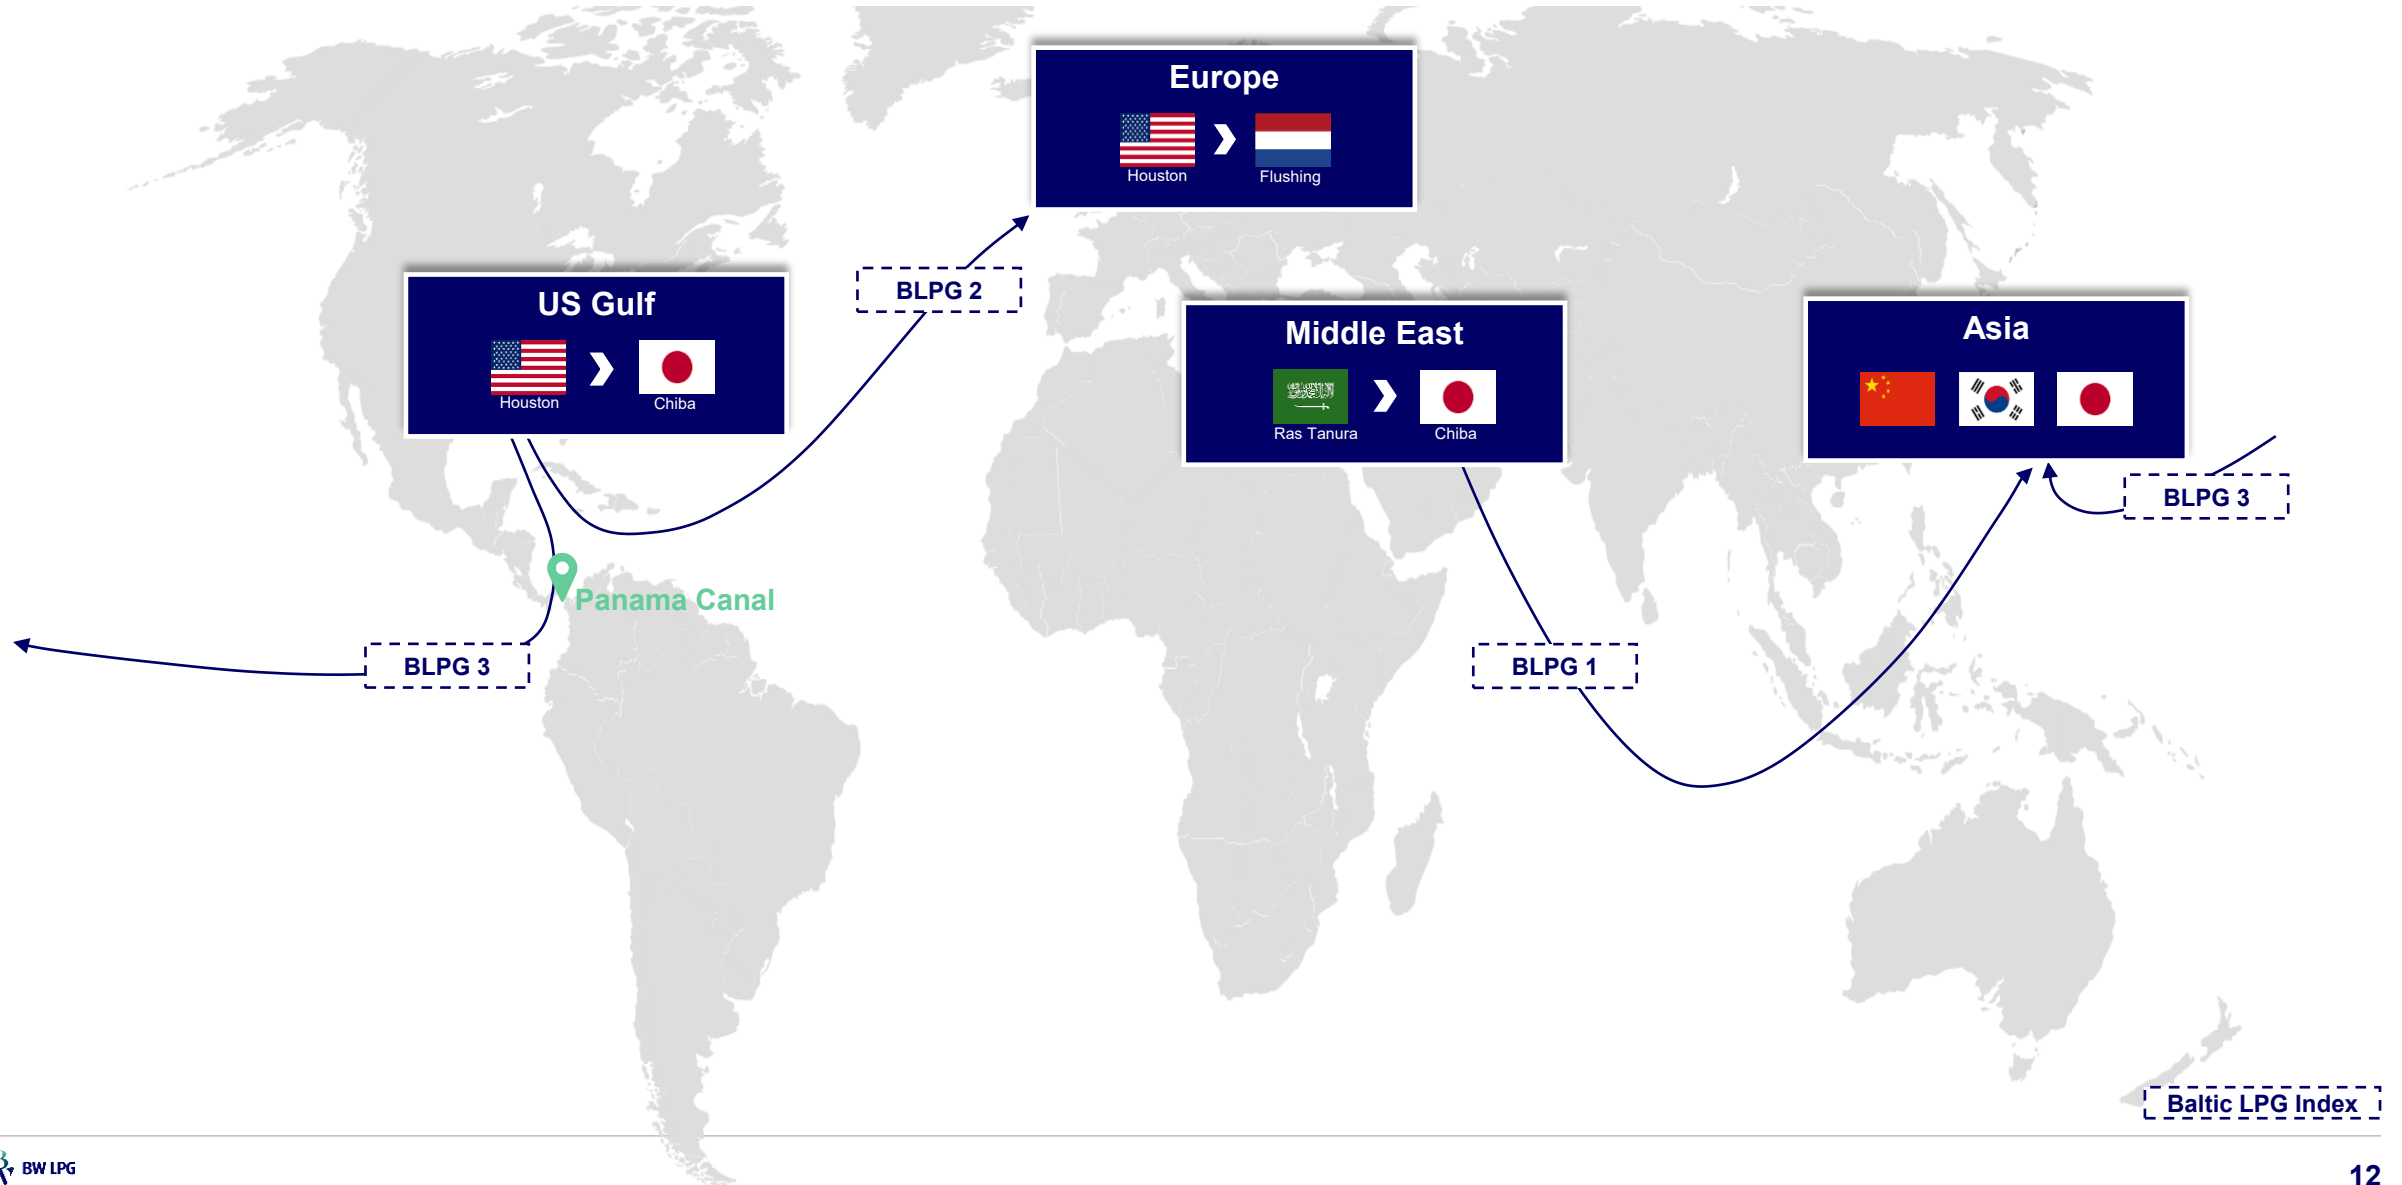 Europe
Houston
Flushing
BLPG 2
US Gulf
Houston
Chiba
Middle East
Ras Tanura
Chiba
Asia
BLPG 3
Panama Canal
BLPG 3
BLPG 1
Baltic LPG Index
BW LPG
12